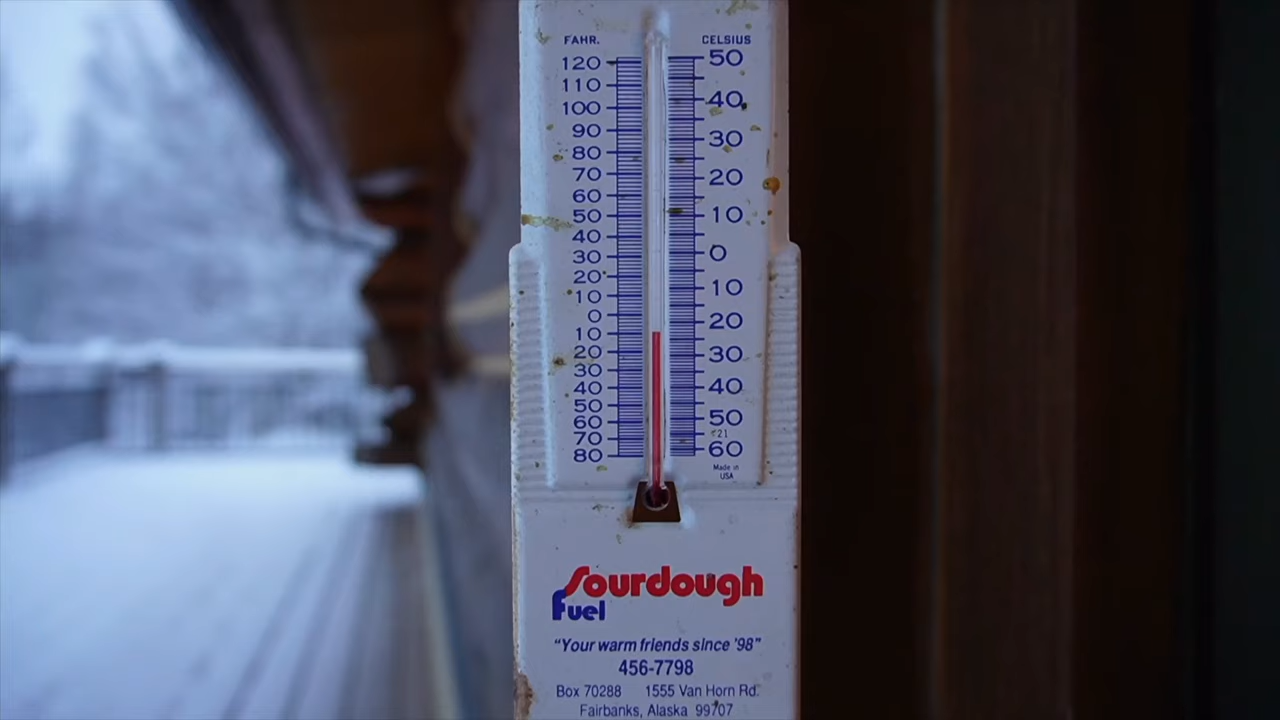 FAHR. CELSIUS
120 50
110
100 40
90
80 30
70
60 20
50 10
40
30 0
20
10 10
0
10 20
20
30 30
40 40
50
60 50
70 21
80 60
Made in
USA
Sourdough
Fuel
"Your warm friends since '98"
456-7798
Box 70288 1555 Van Horn Rd.
Fairbanks, Alaska 99707